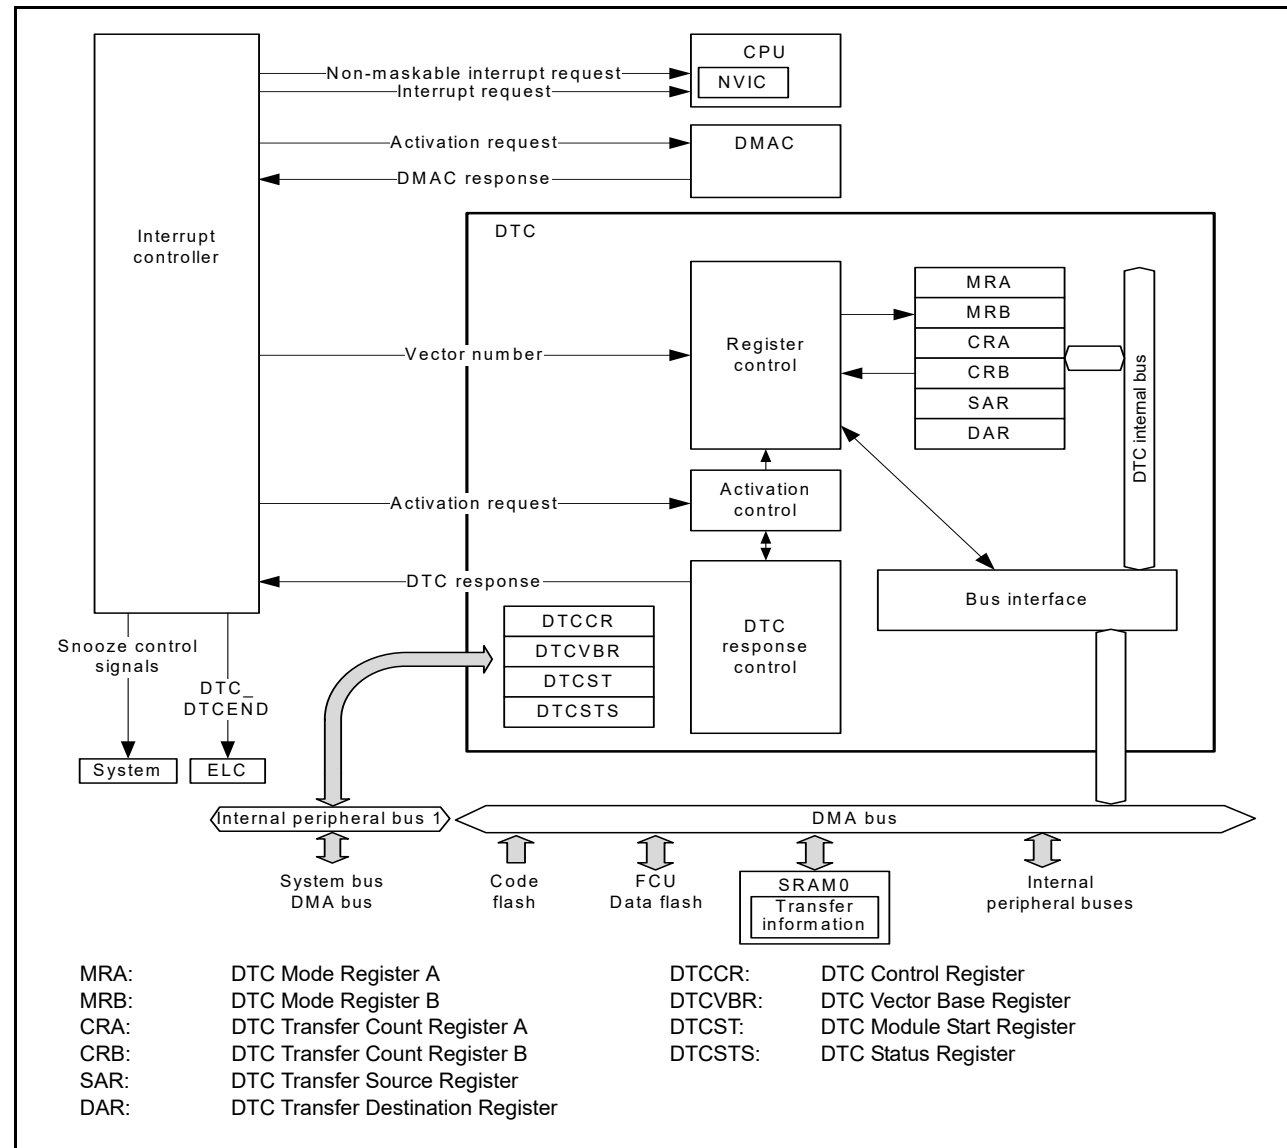 CPU
NVIC
Non-maskable interrupt request
Interrupt request
Activation request
DMAC
DMAC response
Interrupt
controller
DTC
MRA
MRB
CRA
CRB
SAR
DAR
Register
control
Vector number
DTC internal bus
Activation
control
Activation request
DTC response
Bus interface
DTCCR
DTCVBR
DTCST
DTCSTS
DTC
response
control
Snooze control
signals
DTC_
DTCEND
System
ELC
Internal peripheral bus 1
DMA bus
System bus
DMA bus
Code
flash
FCU
Data flash
SRAM0
Transfer
information
Internal
peripheral buses
MRA: DTC Mode Register A
MRB: DTC Mode Register B
CRA: DTC Transfer Count Register A
CRB: DTC Transfer Count Register B
SAR: DTC Transfer Source Register
DAR: DTC Transfer Destination Register
DTCCR: DTC Control Register
DTCVBR: DTC Vector Base Register
DTCST: DTC Module Start Register
DTCSTS: DTC Status Register